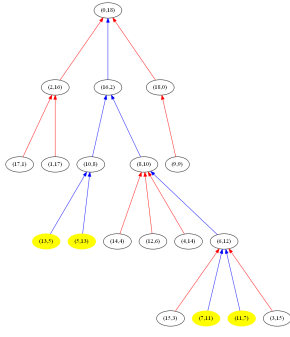 (0,18)
(2,16) (16,2) (18,0)
(17,1) (1,17) (10,8) (8,10) (9,9)
(13,5) (5,13) (14,4) (12,6) (4,14) (6,12)
(15,3) (7,11) (11,7) (3,15)